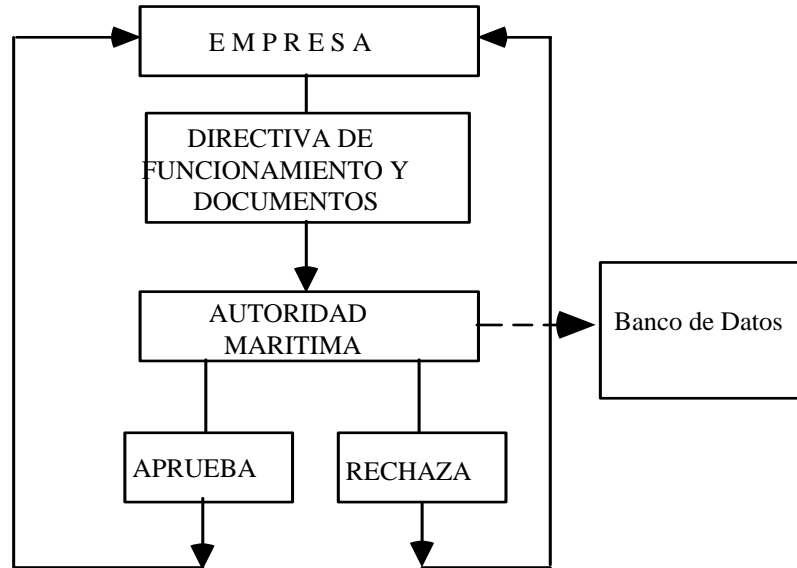 E M P R E S A
DIRECTIVA DE
FUNCIONAMIENTO Y
DOCUMENTOS
AUTORIDAD
MARITIMA
Banco de Datos
APRUEBA
RECHAZA